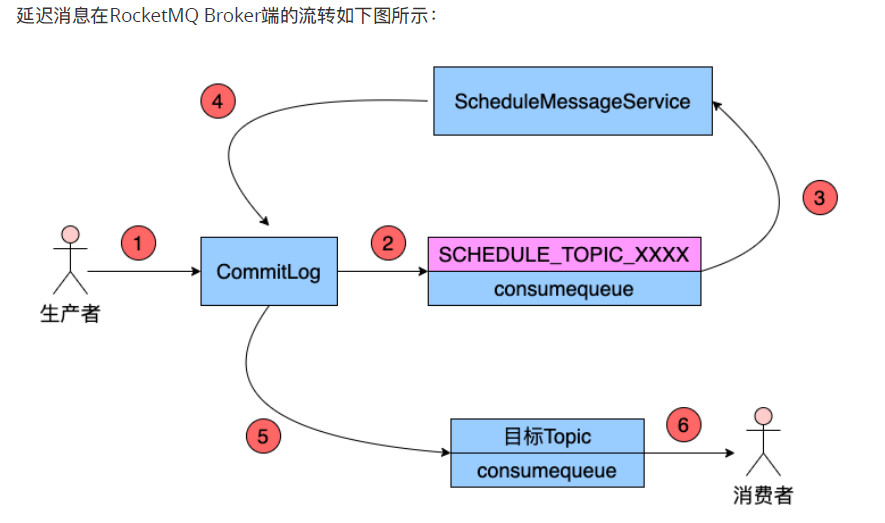 延迟消息在RocketMQ Broker端的流转如下图所示：
ScheduleMessageService
4
3
1
2
SCHEDULE_TOPIC_XXXX
CommitLog
consumequeue
生产者
5
目标Topic
6
consumequeue
消费者